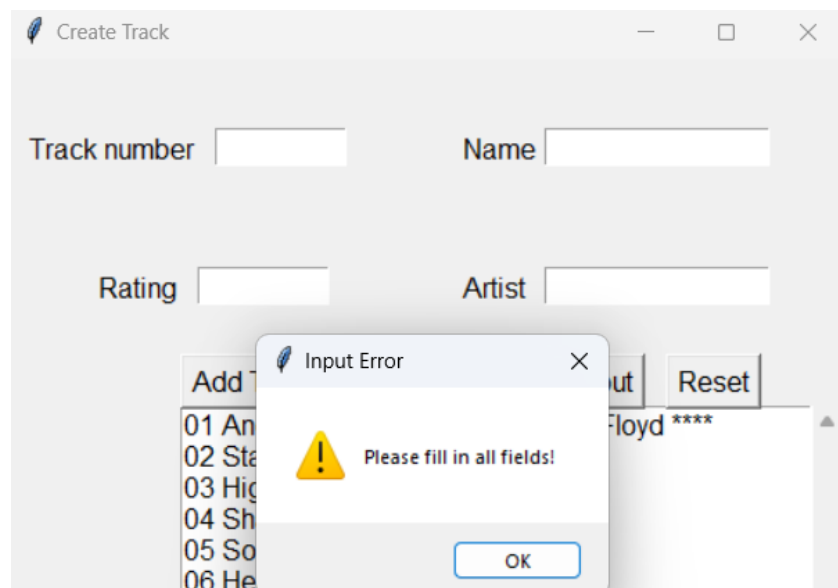 Create Track
Track number
Name
Rating
Artist
Input Error
Add
Reset
Please fill in all fields!
OK
01 An Floyd ****
02 Sta
03 Hig
04 Sh
05 So
06 He